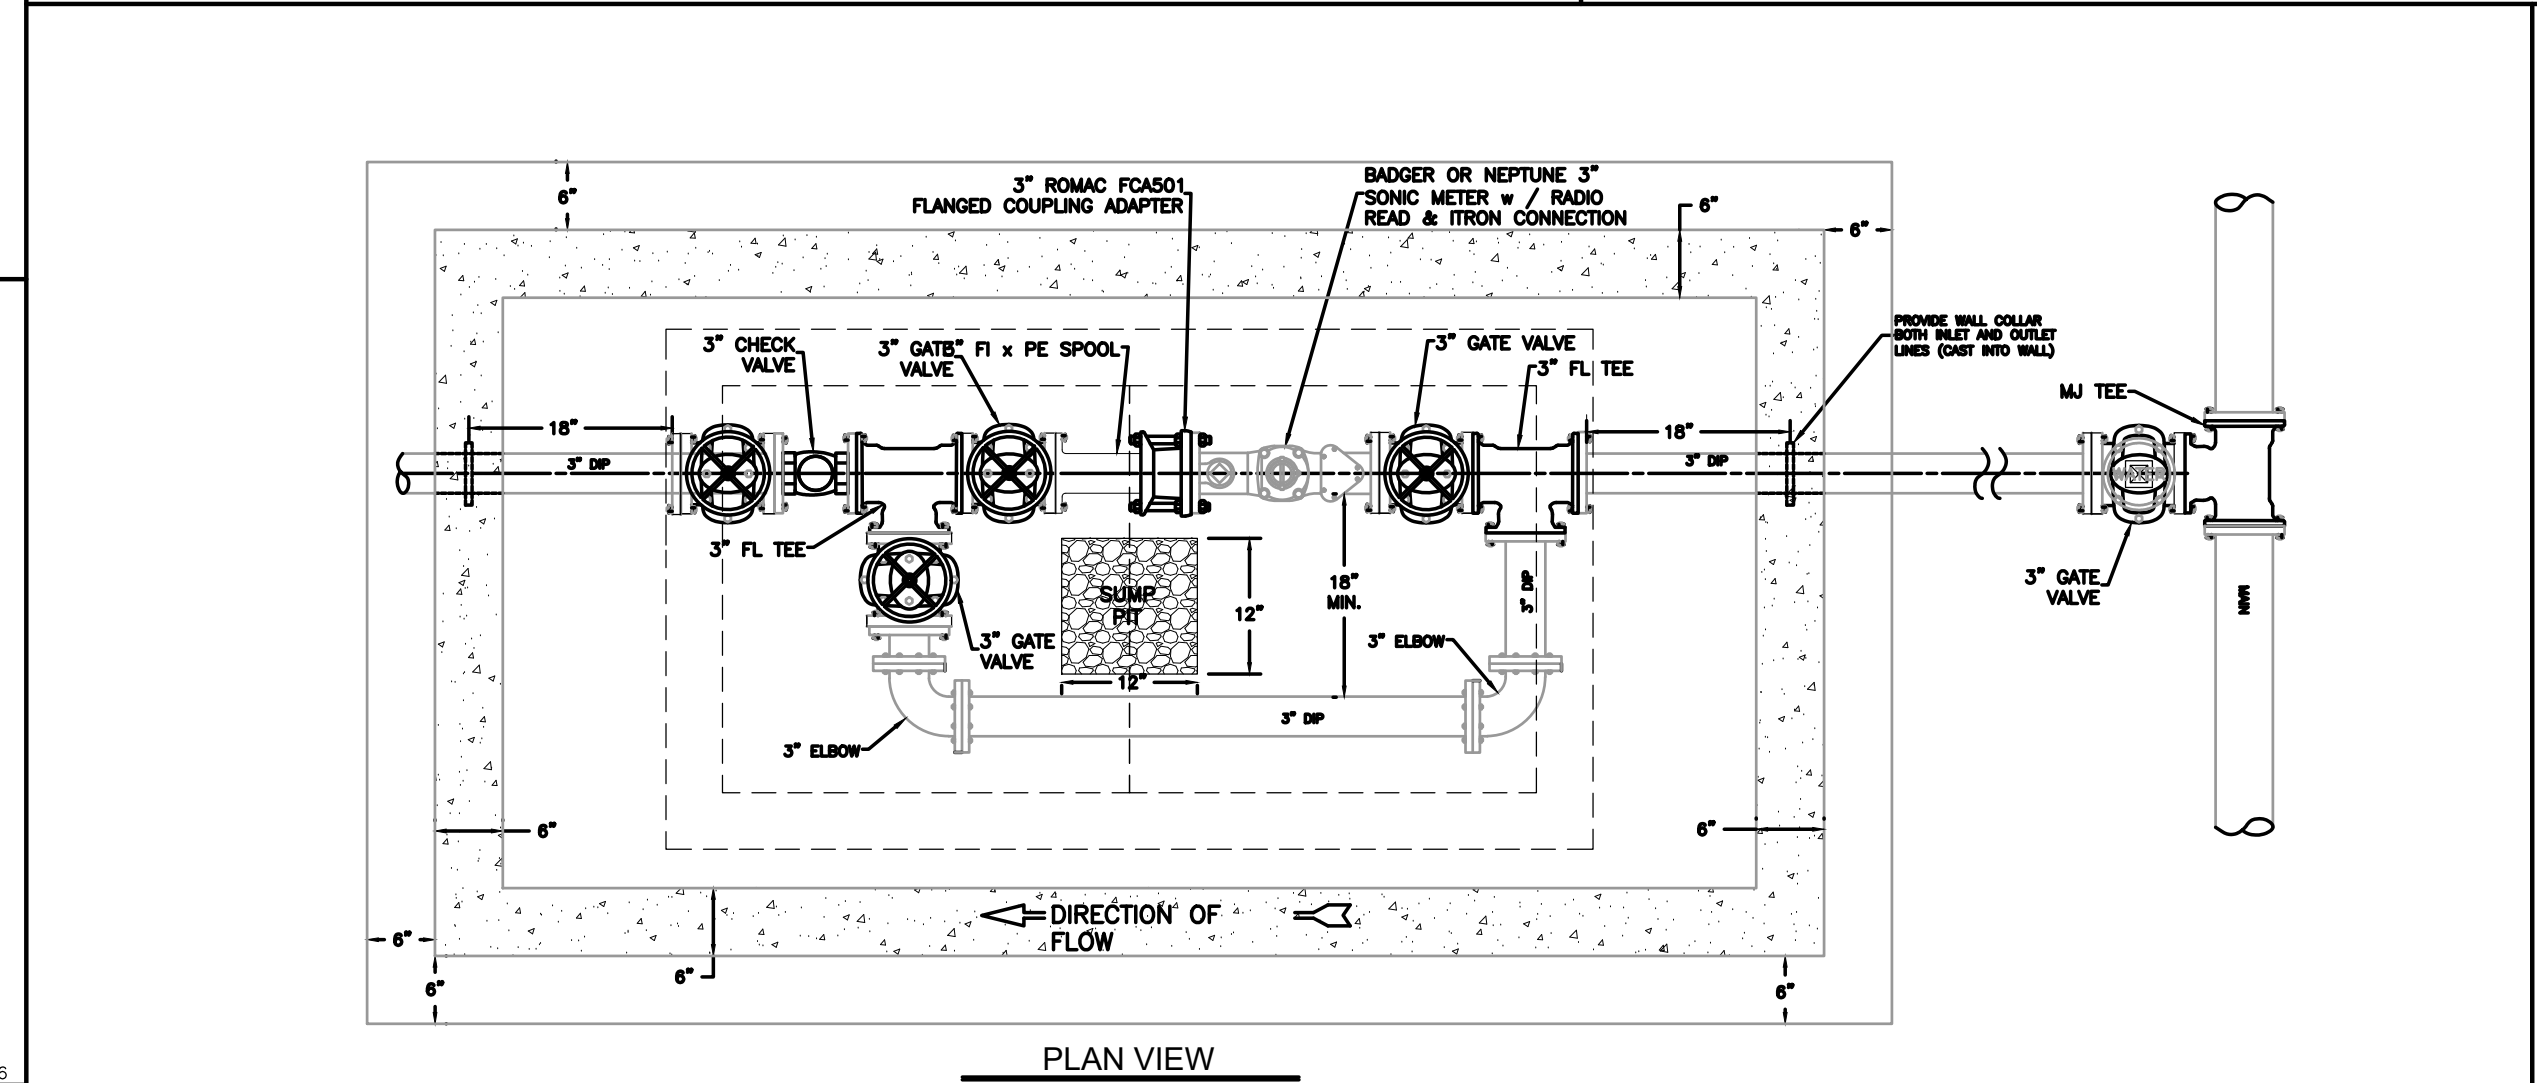 6"
3" ROMAC FCA501
FLANGED COUPLING ADAPTER
BADGER OR NEPTUNE 3"
SONIC METER w / RADIO
READ & ITRON CONNECTION
6"
6"
PROVIDE WALL COLLAR
BOTH INLET AND OUTLET
LINES (CAST INTO WALL)
3" CHECK
VALVE
3" GATE
VALVE
3" FI x PE SPOOL
3" GATE VALVE
3" FL TEE
MJ TEE
18"
18"
3" DIP
3" DIP
3" FL TEE
SUMP
PIT
12"
12"
18"
MIN.
3" DIP
3" GATE
VALVE
MAIN
3" GATE
VALVE
3" ELBOW
3" DIP
3" ELBOW
6"
6"
DIRECTION OF
FLOW
6"
6"
6"
6"
PLAN VIEW
6